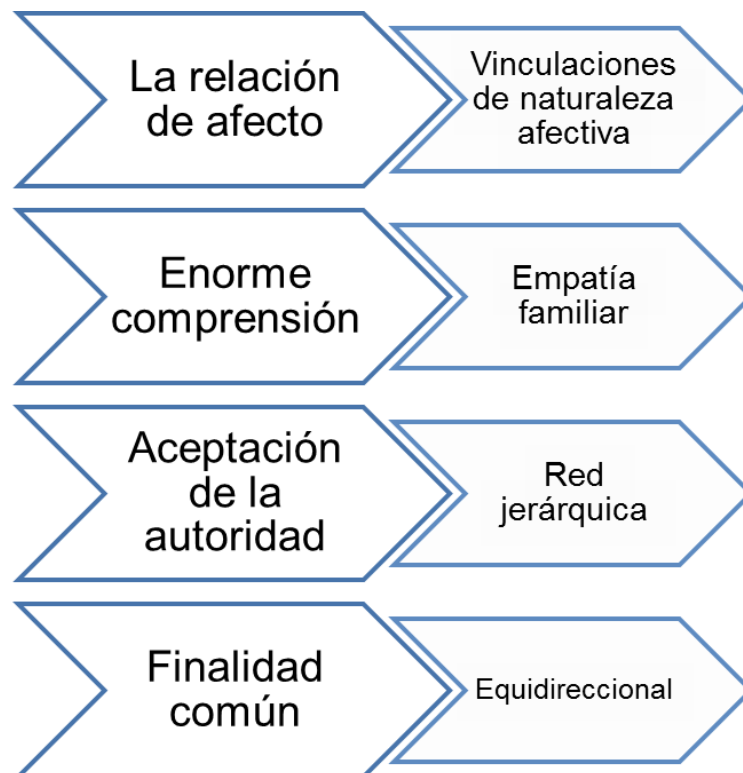 La relación
de afecto
Vinculaciones
de naturaleza
afectiva
Enorme
comprensión
Empatía
familiar
Aceptación
de la
autoridad
Red
jerárquica
Finalidad
común
Equidireccional